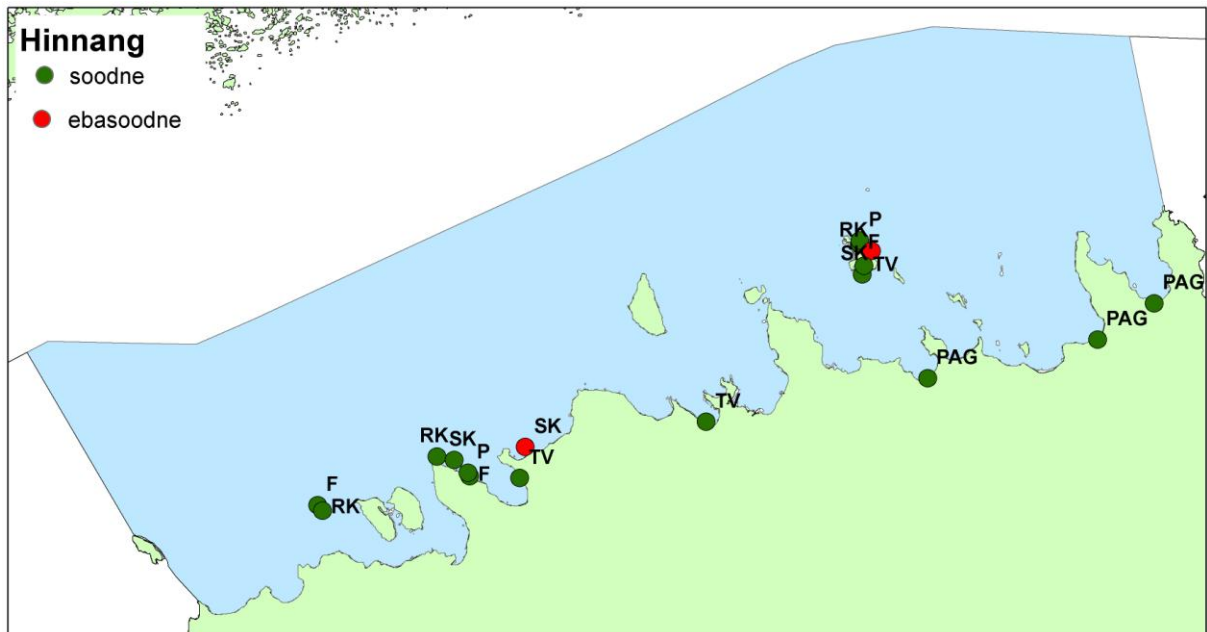 Hinnang
soodne
ebasoodne
P
RK
F
SK
TV
PAG
PAG
PAG
TV
SK
RK
SK
P
TV
F
F
RK